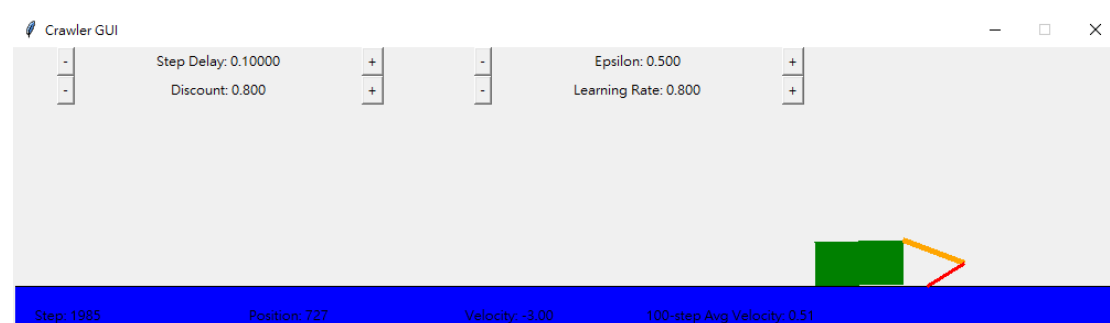 Crawler GUI
- Step Delay: 0.10000 + - Epsilon: 0.500 +
- Discount: 0.800 + - Learning Rate: 0.800 +
Step: 1985 Position: 727 Velocity: -3.00 100-step Avg Velocity: 0.51